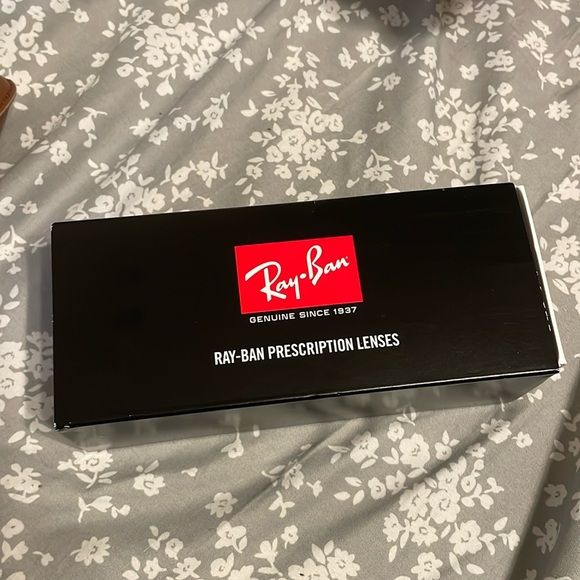 Ray-Ban
GENUINE SINCE 1937
RAY-BAN PRESCRIPTION LENSES